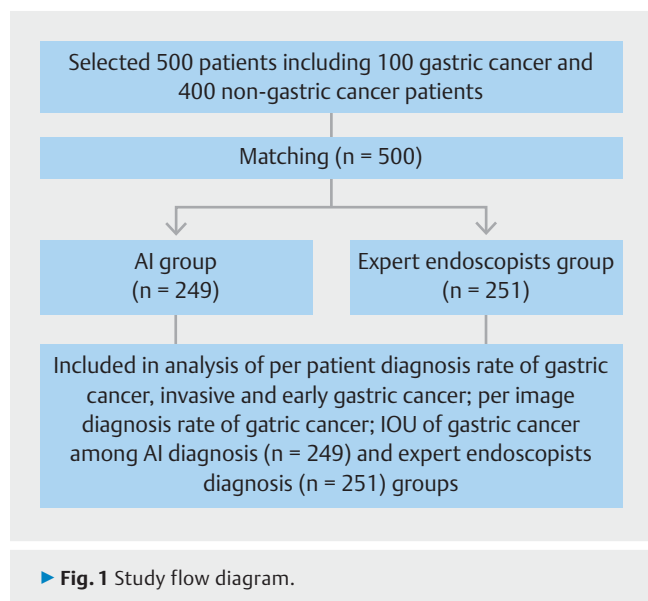 Selected 500 patients including 100 gastric cancer and
400 non-gastric cancer patients
Matching (n = 500)
AI group
(n = 249)
Expert endoscopists group
(n = 251)
Included in analysis of per patient diagnosis rate of gastric
cancer, invasive and early gastric cancer; per image
diagnosis rate of gatric cancer; IOU of gastric cancer
among AI diagnosis (n = 249) and expert endoscopists
diagnosis (n = 251) groups
▶ Fig. 1 Study flow diagram.